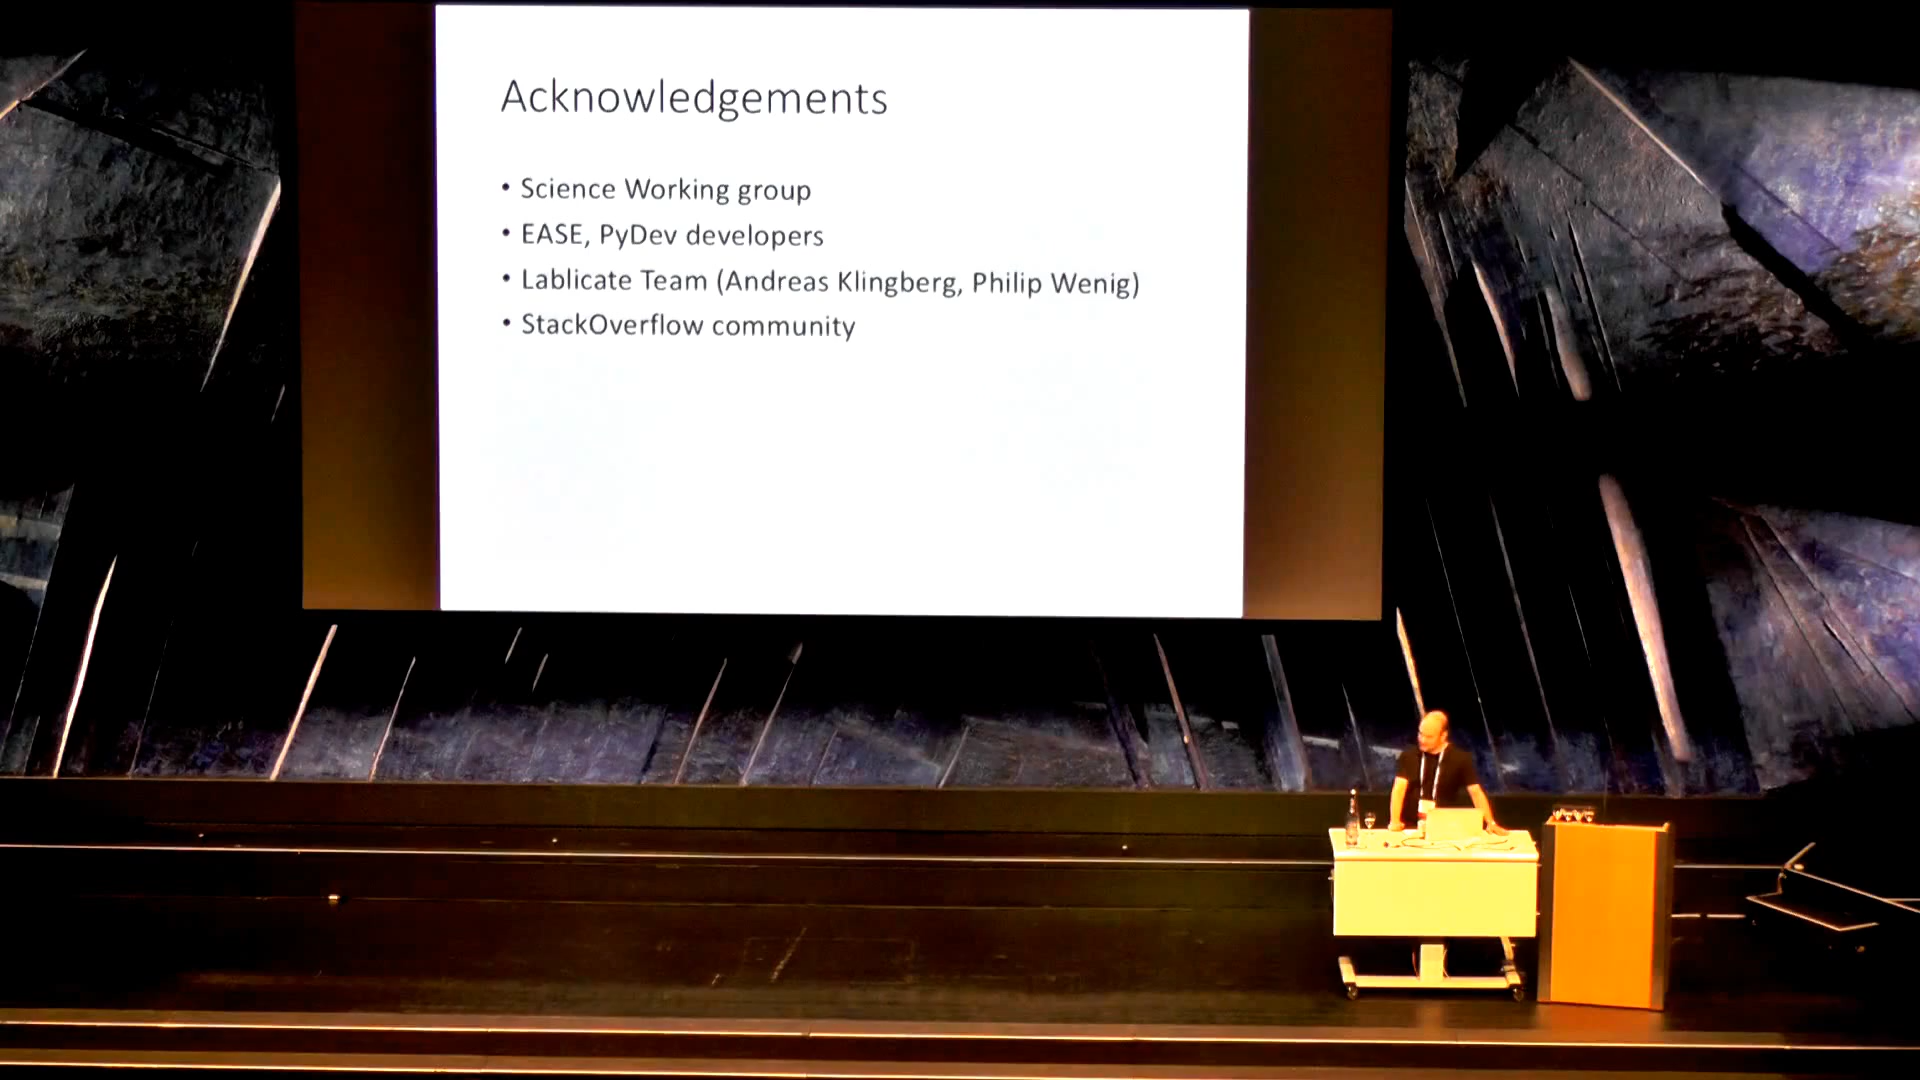 Acknowledgements
• Science Working group
• EASE, PyDev developers
• Lablicate Team (Andreas Klingberg, Philip Wenig)
• StackOverflow community